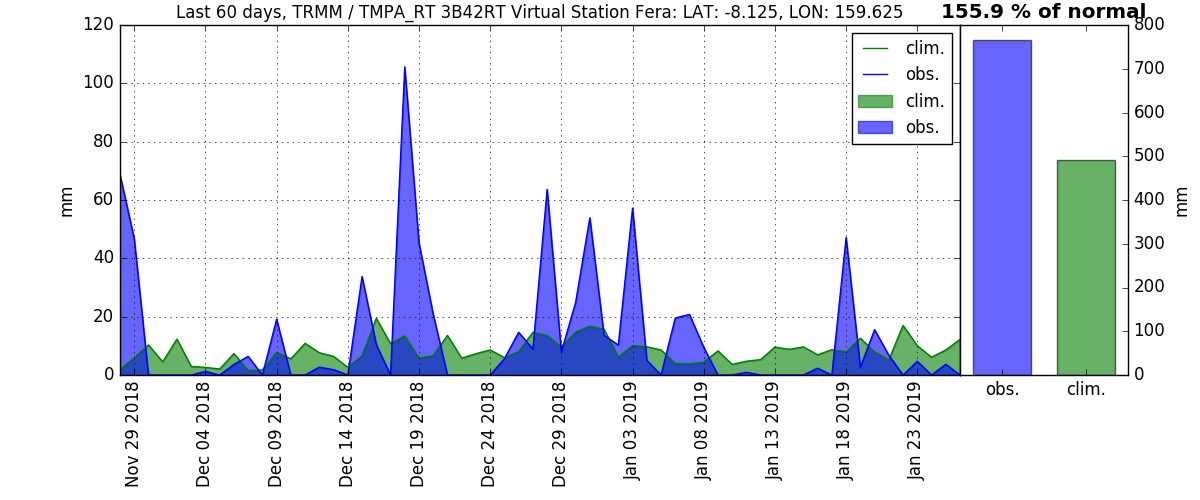 Last 60 days, TRMM / TMPA_RT 3B42RT Virtual Station Fera: LAT: -8.125, LON: 159.625
155.9 % of normal
mm
120
100
80
60
40
20
0
clim.
obs.
clim.
obs.
800
700
600
500
400
300
200
100
0
mm
Nov 29 2018
Dec 04 2018
Dec 09 2018
Dec 14 2018
Dec 19 2018
Dec 24 2018
Dec 29 2018
Jan 03 2019
Jan 08 2019
Jan 13 2019
Jan 18 2019
Jan 23 2019
obs.
clim.